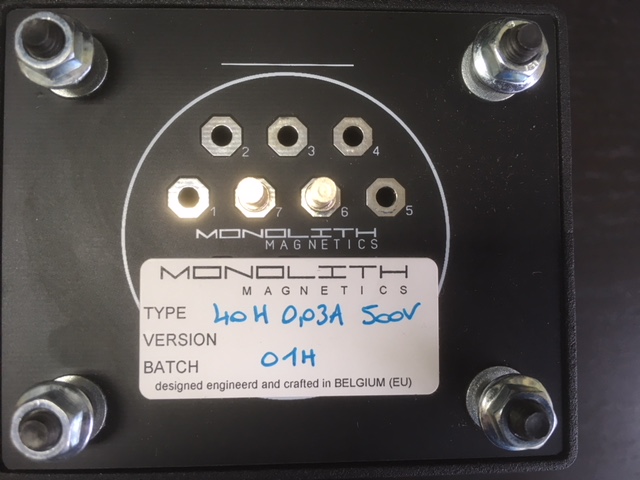 2 3 4
1 7 6 5
MONOLITH
MAGNETICS
MONOLITH
MAGNETICS
TYPE 40H 0,03A 500V
VERSION
BATCH 01H
designed engineerd and crafted in BELGIUM (EU)